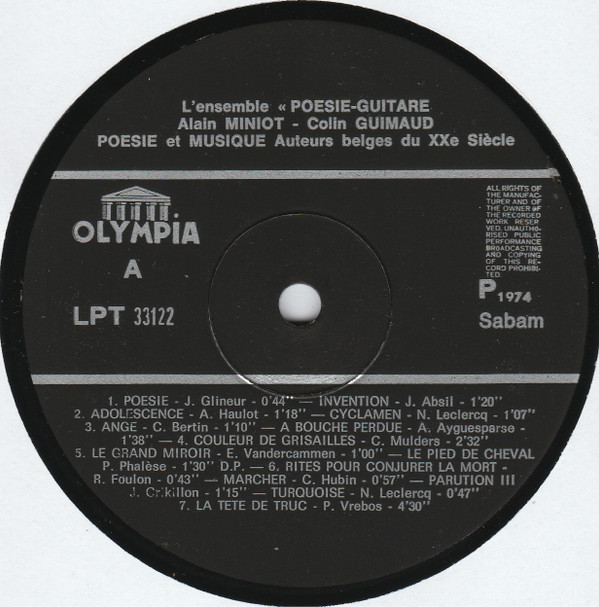 L'ensemble « POESIE-GUITARE
Alain MINIOT - Colin GUIMAUD
POESIE et MUSIQUE Auteurs belges du XXe Siècle
OLYMPIA
A
LPT 33122
ALL RIGHTS OF
THE MANUFAC-
TURER AND OF
THE OWNER OF
THE RECORDED
WORK RESER
VED. UNAUTHO-
RISED PUBLIC
PERFORMANCE
BROADCASTING
AND COPYING
OF THIS RE-
CORD PROHIBI-
TED
P 1974
Sabam
1. POESIE - J. Glineur - 0'44'' — INVENTION - J. Absil - 1'20''
2. ADOLESCENCE - A. Haulot - 1'18'' — CYCLAMEN - N. Leclercq - 1'07''
3. ANGE - C. Bertin - 1'10'' — A BOUCHE PERDUE - A. Ayguesparse -
1'38'' — 4. COULEUR DE GRISAILLES - C. Mulders - 2'32''
5. LE GRAND MIROIR - E. Vandercammen - 1'00'' — LE PIED DE CHEVAL
P. Phalèse - 1'30'' D.P. — 6. RITES POUR CONJURER LA MORT -
R. Foulon - 0'43'' — MARCHER - C. Hubin - 0'57'' — PARUTION III
J. Crikillon - 1'15'' — TURQUOISE - N. Leclercq - 0'47''
7. LA TETE DE TRUC - P. Vrebos - 4'30''